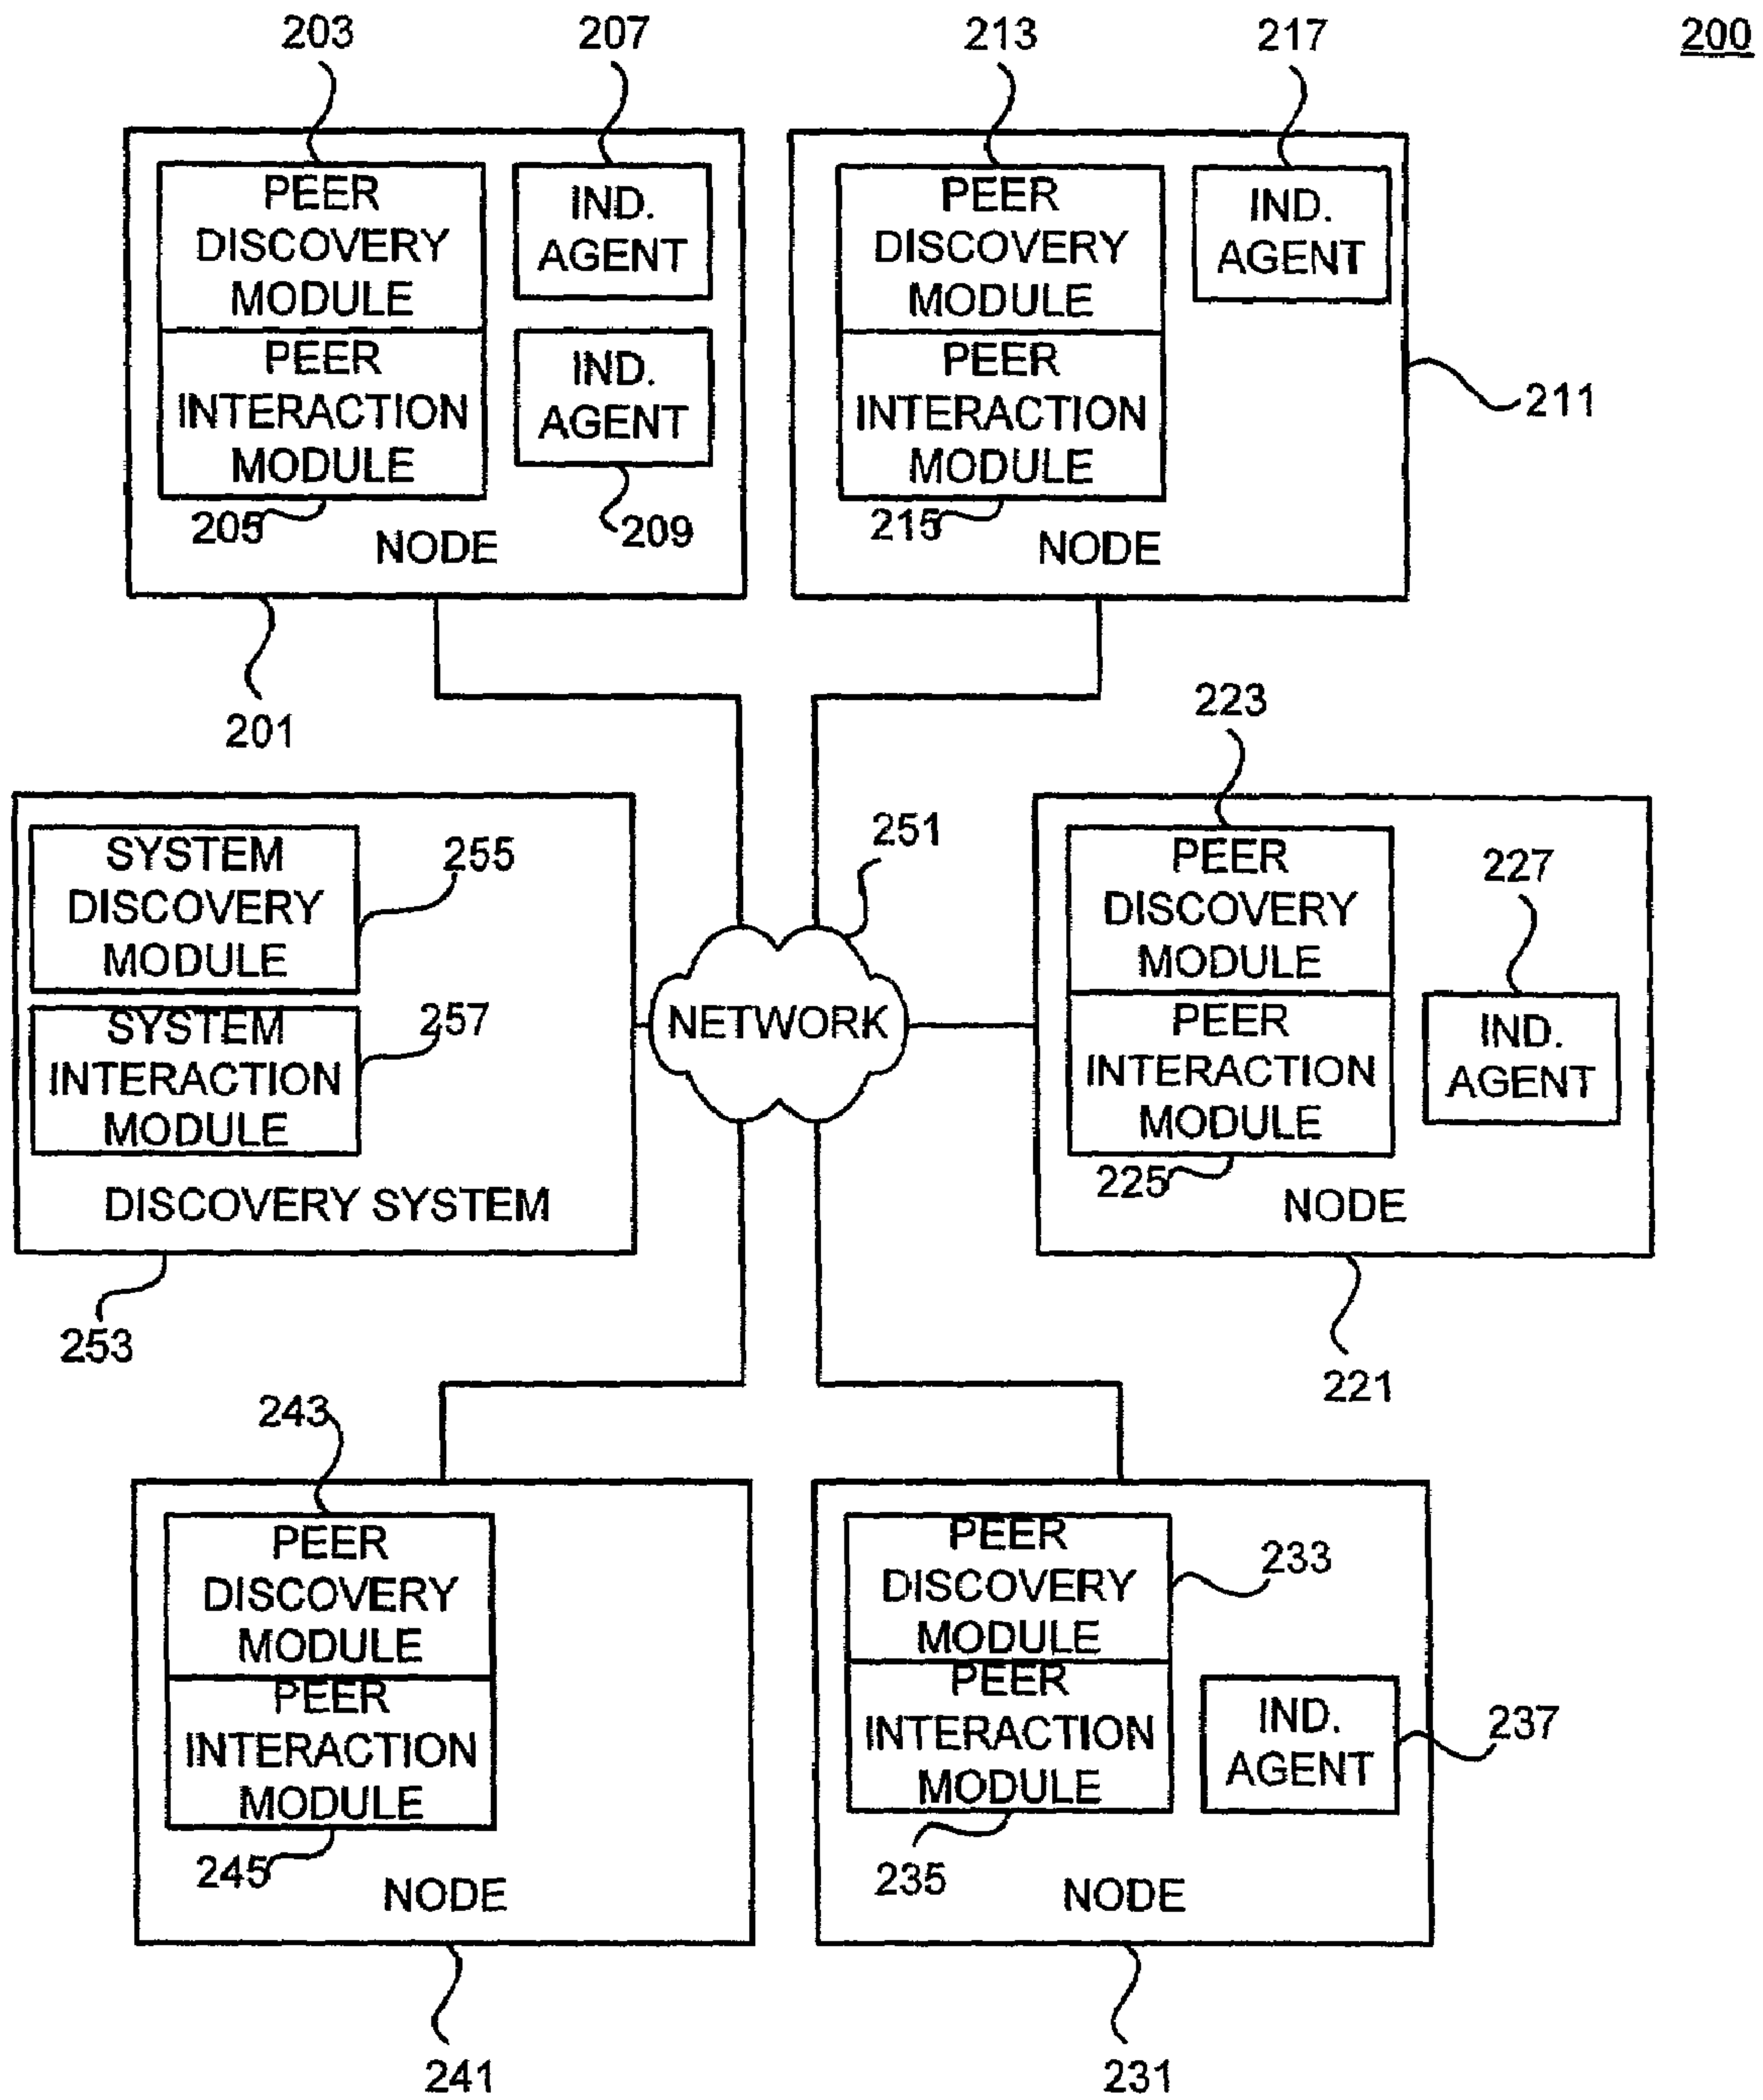 200
203
207
213
217
PEER
DISCOVERY
MODULE
IND.
AGENT
PEER
INTERACTION
MODULE
IND.
AGENT
205
209
NODE
201
PEER
DISCOVERY
MODULE
IND.
AGENT
PEER
INTERACTION
MODULE
211
215
NODE
SYSTEM
DISCOVERY
MODULE
255
SYSTEM
INTERACTION
MODULE
257
DISCOVERY SYSTEM
253
251
NETWORK
223
PEER
DISCOVERY
MODULE
227
PEER
INTERACTION
MODULE
IND.
AGENT
225
NODE
221
243
PEER
DISCOVERY
MODULE
PEER
INTERACTION
MODULE
245
NODE
241
PEER
DISCOVERY
MODULE
233
PEER
INTERACTION
MODULE
IND.
AGENT
237
235
NODE
231